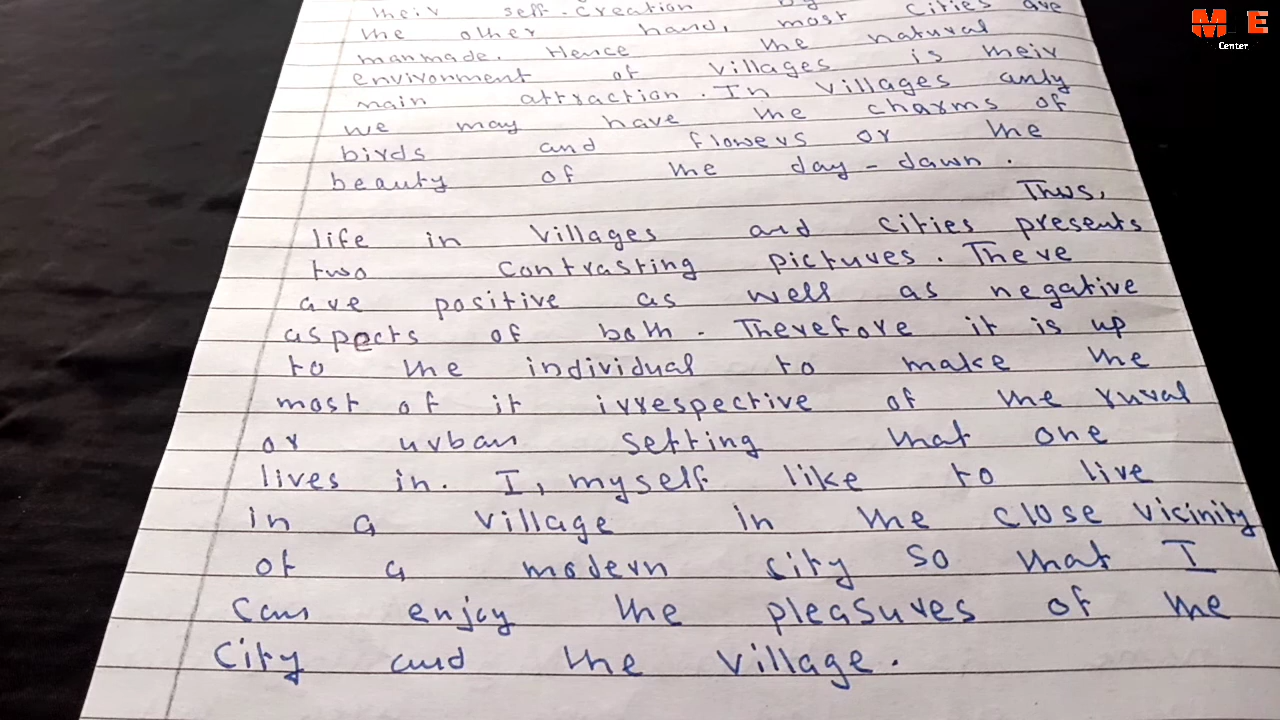 their self-creation
the other hand, most cities are
manmade. Hence the natural
environment of villages is their
main attraction. In villages only
we may have the charms of
birds and flowers or the
beauty of the day-dawn.
Thus,
life in villages and cities presents
two contrasting pictures. There
are positive as well as negative
aspects of both. Therefore it is up
to the individual to make the
most of it irrespective of the rural
or urban setting that one
lives in. I, myself like to live
in a village in the close vicinity
of a modern city so that I
can enjoy the pleasures of the
city and the village.
Center